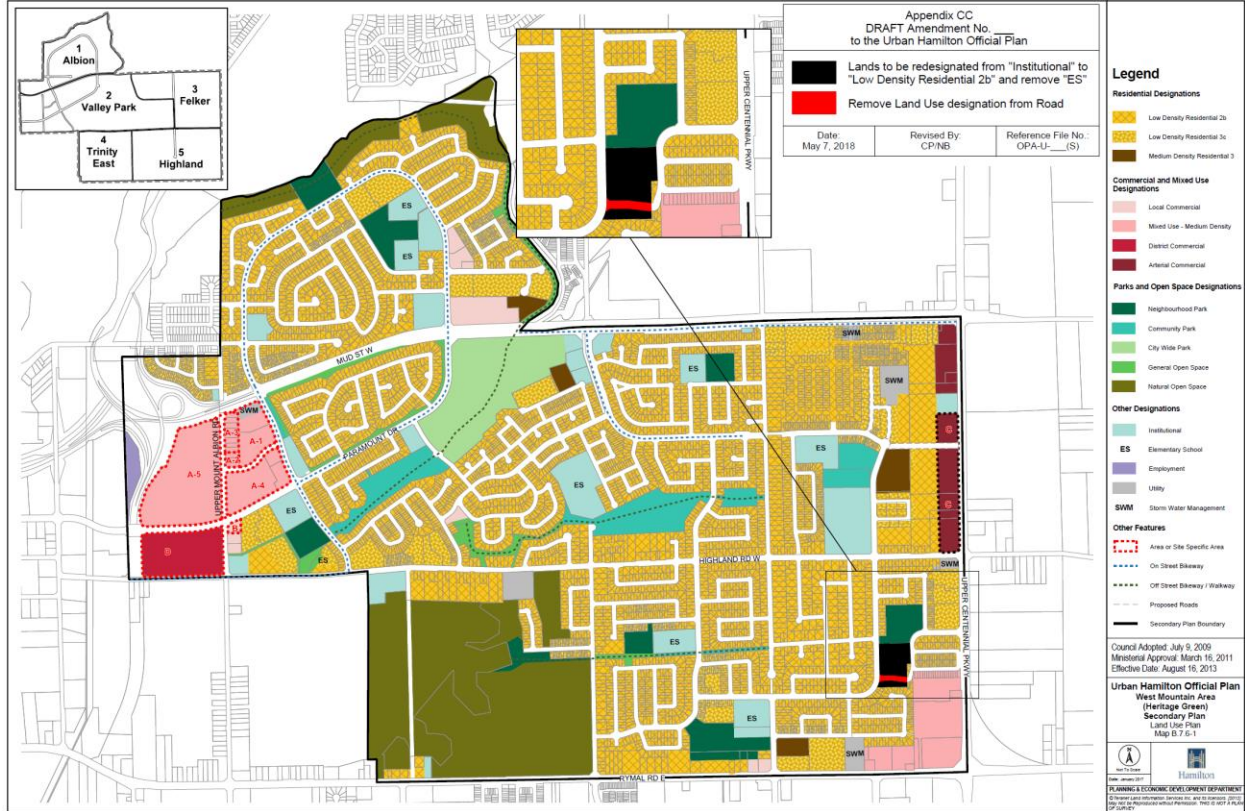 1
Albion
2
Valley Park
3
Felker
4
Trinity
East
5
Highland
Appendix CC
DRAFT Amendment No. ___
to the Urban Hamilton Official Plan
Lands to be redesignated from "Institutional" to
"Low Density Residential 2b" and remove "ES"
Remove Land Use designation from Road
Date:
May 7, 2018
Revised By:
CP/NB
Reference File No.:
OPA-U-___(S)
UPPER CENTENNIAL PKWY
ES
ES
MUD ST W
SWM
ES
SWM
SWM
PARAMOUNT DR
UPPER MOUNT ALBION RD
A-1
A-5
A-4
ES
ES
ES
C
C
B
ES
HIGHLAND RD W
SWM
UPPER CENTENNIAL PKWY
ES
ES
SWM
RYMAL RD E
Legend
Residential Designations
Low Density Residential 2b
Low Density Residential 3c
Medium Density Residential 3
Commercial and Mixed Use
Designations
Local Commercial
Mixed Use - Medium Density
District Commercial
Arterial Commercial
Parks and Open Space Designations
Neighbourhood Park
Community Park
City Wide Park
General Open Space
Natural Open Space
Other Designations
Institutional
ES Elementary School
Employment
Utility
SWM Storm Water Management
Other Features
Area or Site Specific Area
On Street Bikeway
Off Street Bikeway / Walkway
Proposed Roads
Secondary Plan Boundary
Council Adopted: July 9, 2009
Ministerial Approval: March 16, 2011
Effective Date: August 16, 2013
Urban Hamilton Official Plan
West Mountain Area
(Heritage Green)
Secondary Plan
Land Use Plan
Map B.7.6-1
N
Not To Scale
Date: January 2017
Hamilton
PLANNING & ECONOMIC DEVELOPMENT DEPARTMENT